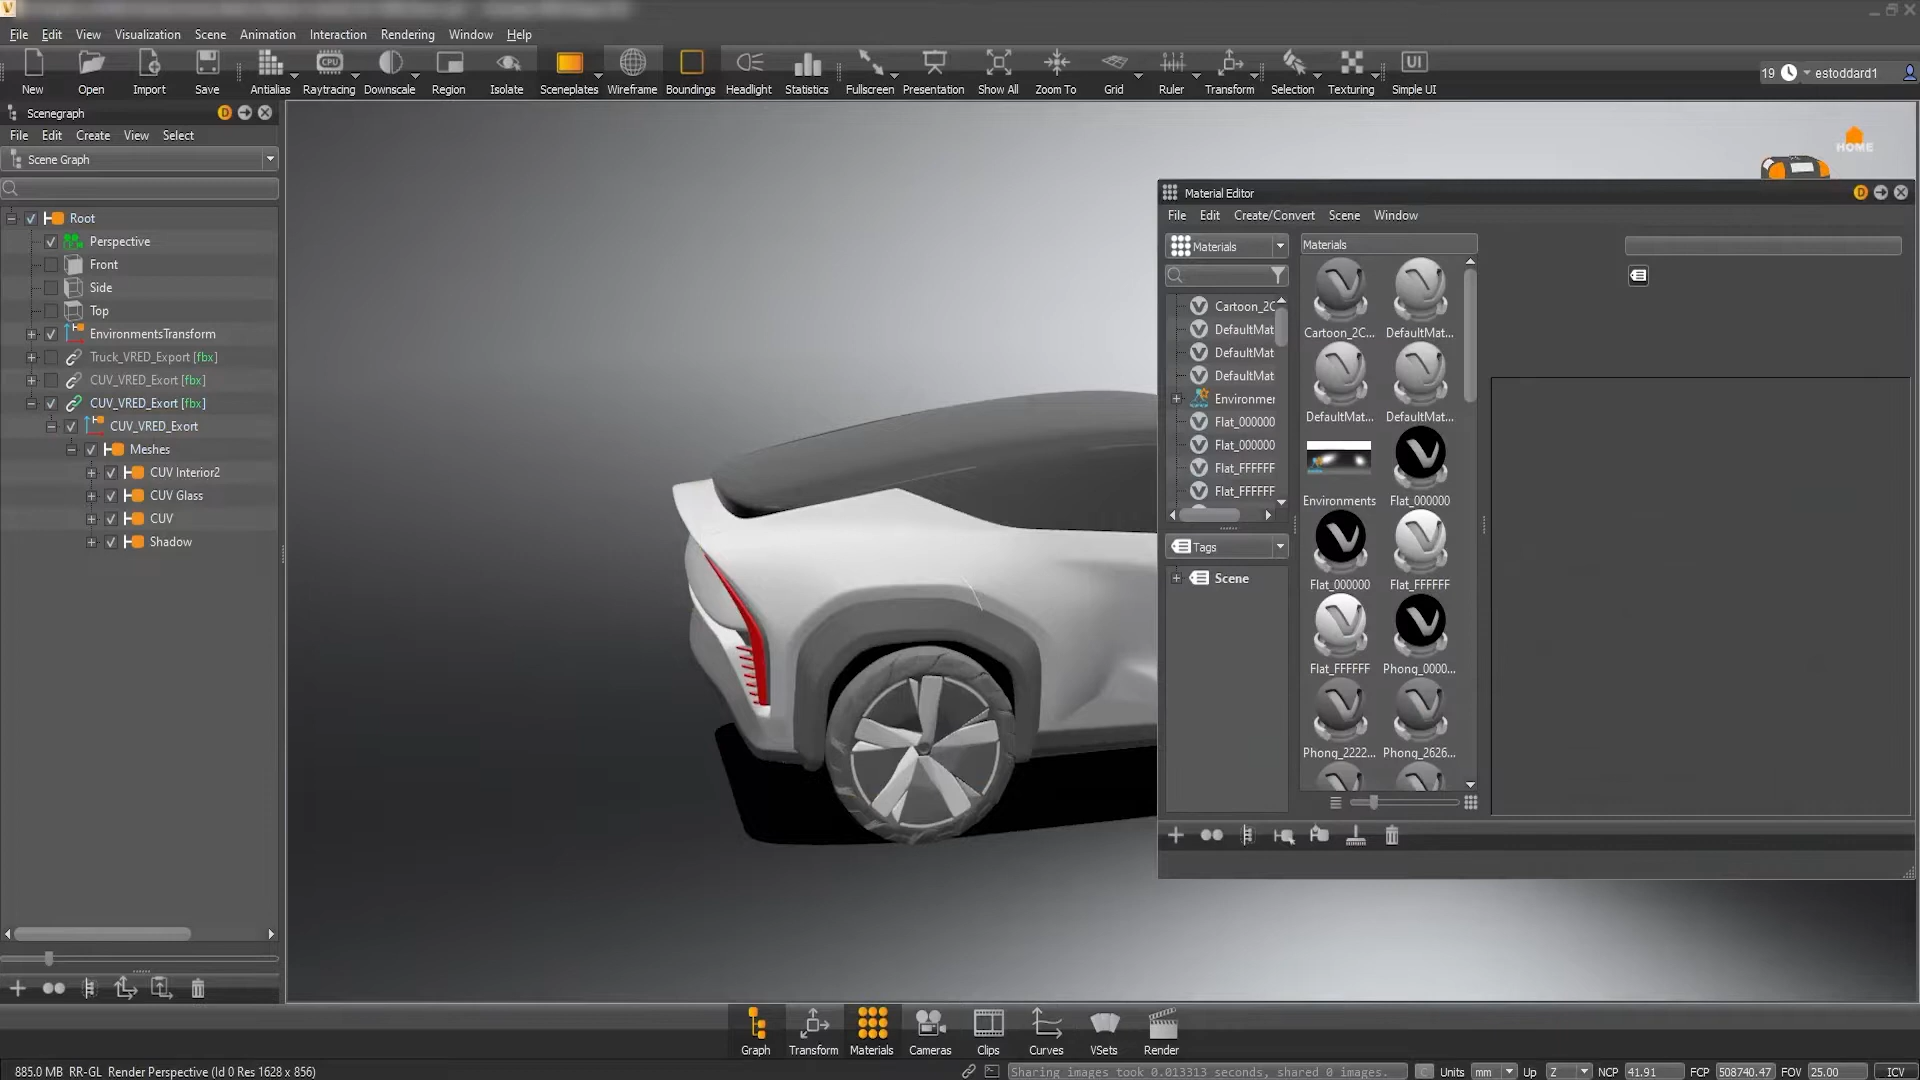 File Edit View Visualization Scene Animation Interaction Rendering Window Help
CPU UI
New Open Import Save Antialias Raytracing Downscale Region Isolate Sceneplates Wireframe Boundings Headlight Statistics Fullscreen Presentation Show All Zoom To Grid Ruler Transform Selection Texturing Simple UI
19 estoddard1
Scenegraph D
File Edit Create View Select
Scene Graph
Root
Perspective
Front
Side
Top
EnvironmentsTransform
Truck_VRED_Export [fbx]
CUV_VRED_Exort [fbx]
CUV_VRED_Exort [fbx]
CUV_VRED_Exort
Meshes
CUV Interior2
CUV Glass
CUV
Shadow
HOME
Material Editor D
File Edit Create/Convert Scene Window
Materials
Cartoon_2C
DefaultMat
DefaultMat
DefaultMat
Environmer
Flat_000000
Flat_000000
Flat_FFFFFF
Flat_FFFFFF
Tags
Scene
Materials
Cartoon_2C... DefaultMat...
DefaultMat... DefaultMat...
Environments Flat_000000
Flat_000000 Flat_FFFFFF
Flat_FFFFFF Phong_0000...
Phong_2222... Phong_2626...
Graph Transform Materials Cameras Clips Curves VSets Render
885.0 MB RR-GL Render Perspective (Id 0 Res 1628 x 856)
Sharing images took 0.013313 seconds, shared 0 images.
C Units mm Up Z NCP 41.91 FCP 508740.47 FOV 25.00 ICV